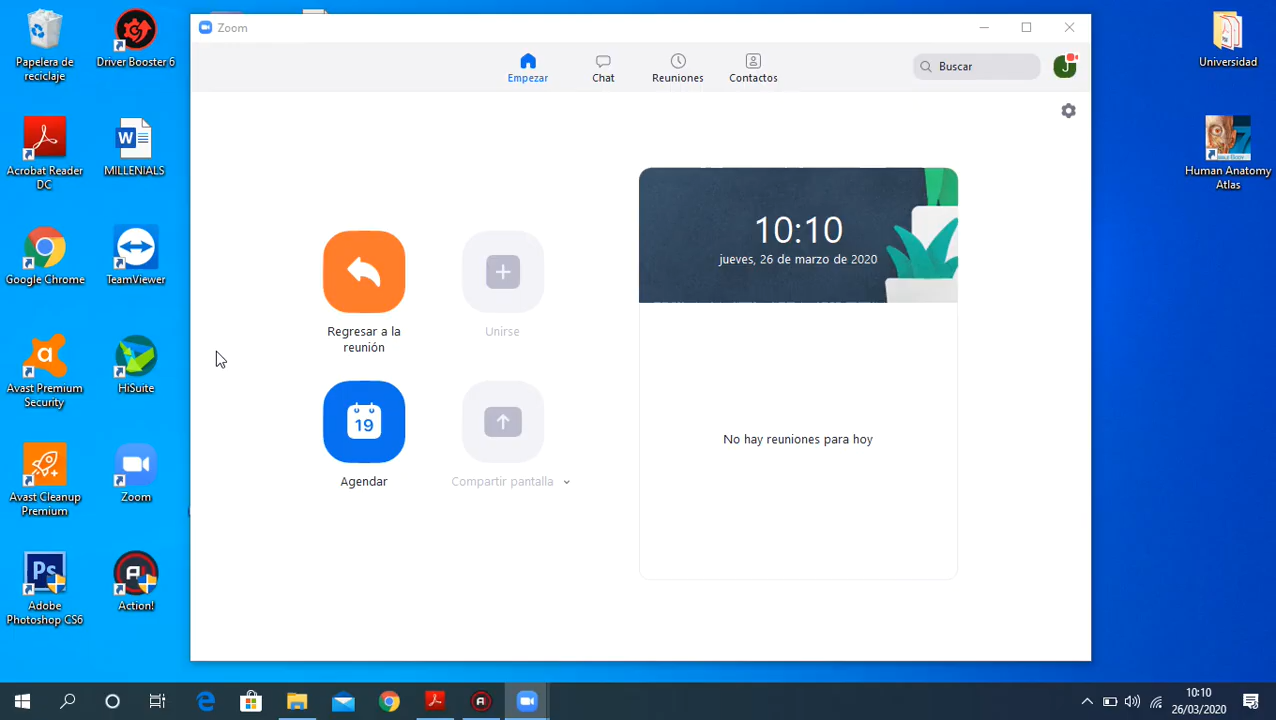 Papelera de
reciclaje
Driver Booster 6
Acrobat Reader
DC
MILLENIALS
Google Chrome
TeamViewer
Avast Premium
Security
HiSuite
Avast Cleanup
Premium
Zoom
Adobe
Photoshop CS6
Action!
Zoom
Empezar
Chat
Reuniones
Contactos
Buscar
J
Regresar a la
reunión
Unirse
19
Agendar
Compartir pantalla
10:10
jueves, 26 de marzo de 2020
No hay reuniones para hoy
Universidad
Human Anatomy
Atlas
10:10
26/03/2020